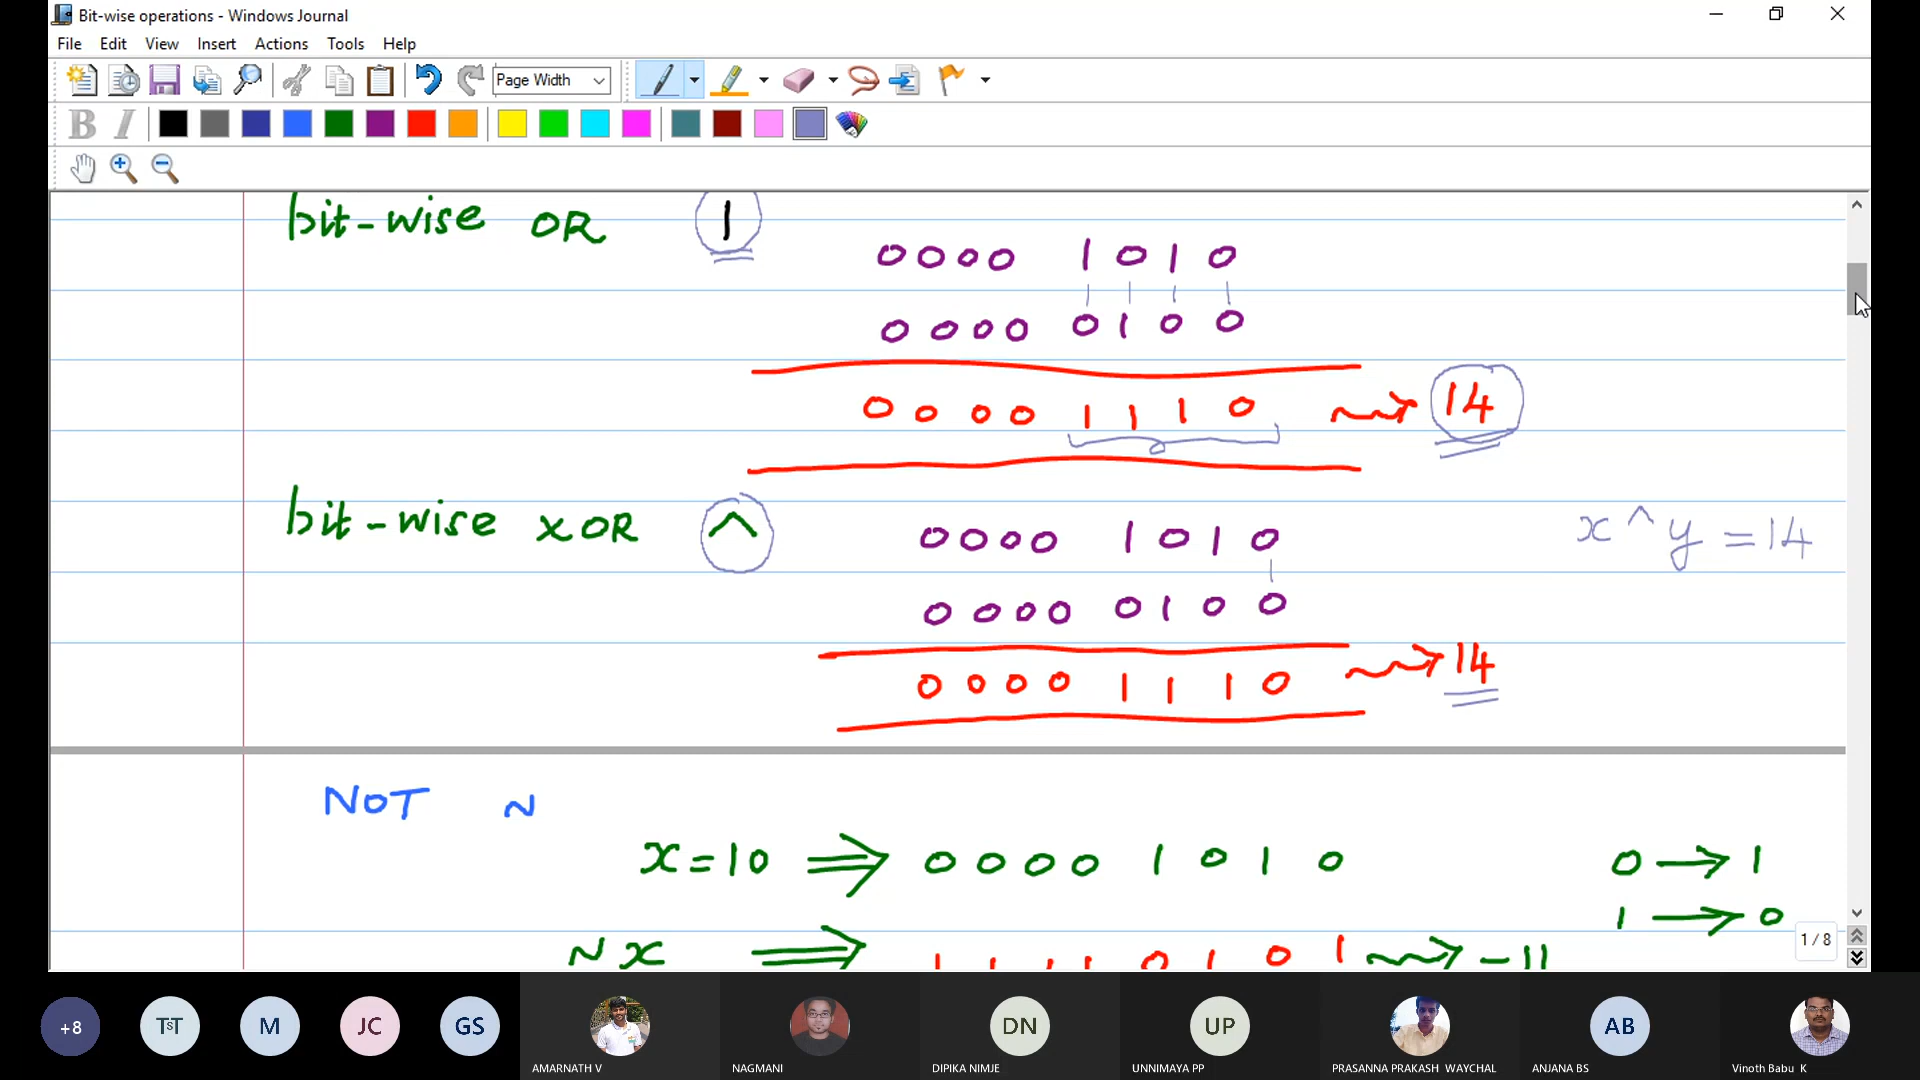 Bit-wise operations - Windows Journal
File Edit View Insert Actions Tools Help
Page Width
B I
bit-wise OR |
0000 1010
0000 0100
0000 1110 14
bit-wise XOR ^
0000 1010
x ^ y = 14
0000 0100
0000 1110 14
NOT ~
x = 10 ⇒ 0000 1010 0 → 1
1 → 0
~ x ⇒ 1111 0101 -11
1 / 8
+8 TST M JC GS DN UP AB
AMARNATH V NAGMANI DIPIKA NIMJE UNNIMAYA PP PRASANNA PRAKASH WAYCHAL ANJANA BS Vinoth Babu K